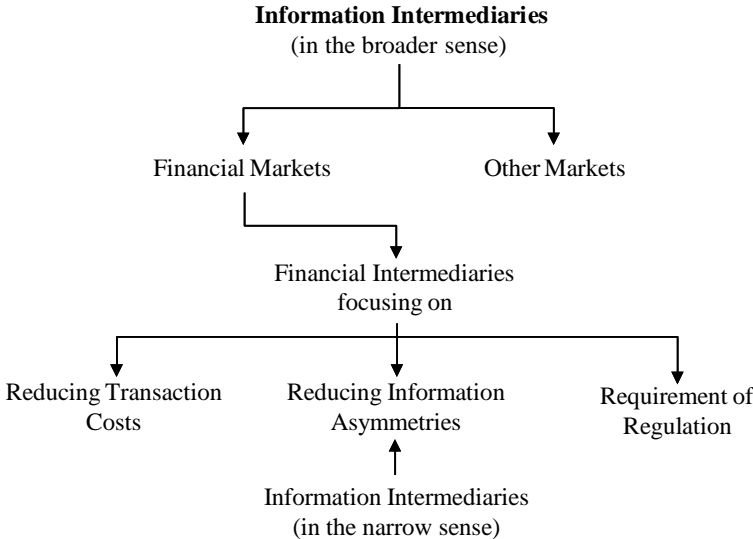 Information Intermediaries
(in the broader sense)
Financial Markets
Other Markets
Financial Intermediaries
focusing on
Reducing Transaction
Costs
Reducing Information
Asymmetries
Requirement of
Regulation
Information Intermediaries
(in the narrow sense)